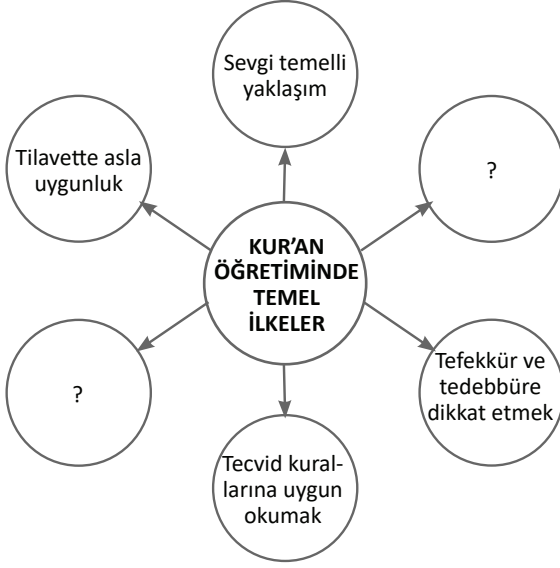 Sevgi temelli
yaklaşım
Tilavette asla
uygunluk
?
KUR'AN
ÖĞRETİMİNDE
TEMEL
İLKELER
?
Tefekkür ve
tedebbüre
dikkat etmek
Tecvid kural-
larına uygun
okumak